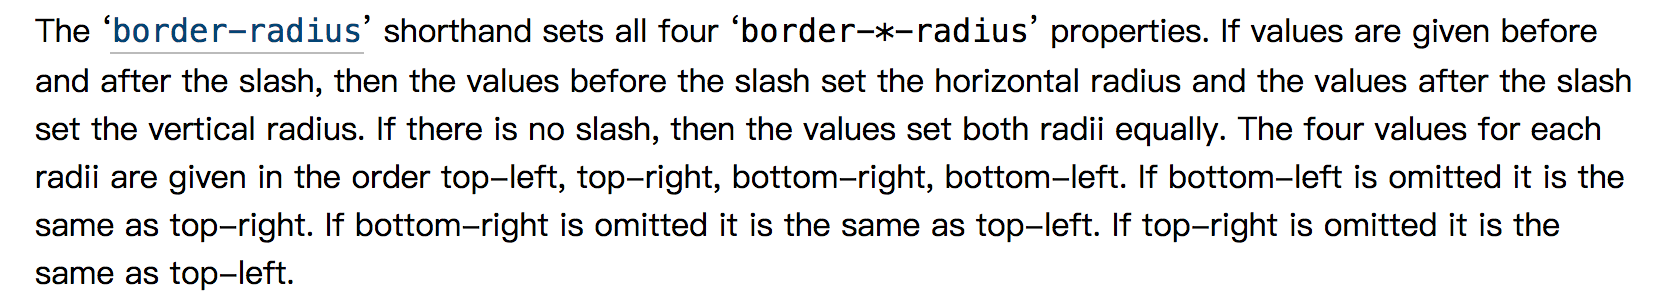 The ‘border-radius’ shorthand sets all four ‘border-*-radius’ properties. If values are given before
and after the slash, then the values before the slash set the horizontal radius and the values after the slash
set the vertical radius. If there is no slash, then the values set both radii equally. The four values for each
radii are given in the order top-left, top-right, bottom-right, bottom-left. If bottom-left is omitted it is the
same as top-right. If bottom-right is omitted it is the same as top-left. If top-right is omitted it is the
same as top-left.